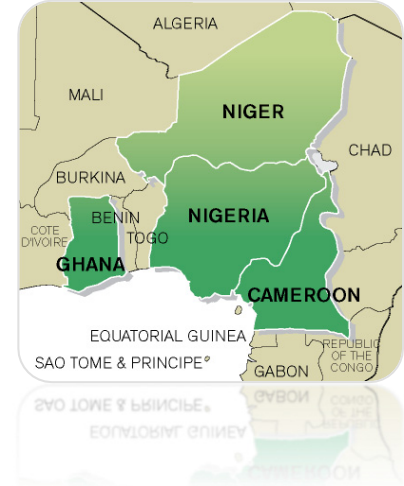 ALGERIA
MALI
NIGER
CHAD
BURKINA
BENIN
NIGERIA
COTE
D'IVOIRE
TOGO
GHANA
CAMEROON
EQUATORIAL GUINEA
REPUBLIC
OF THE
CONGO
SAO TOME & PRINCIPE
GABON